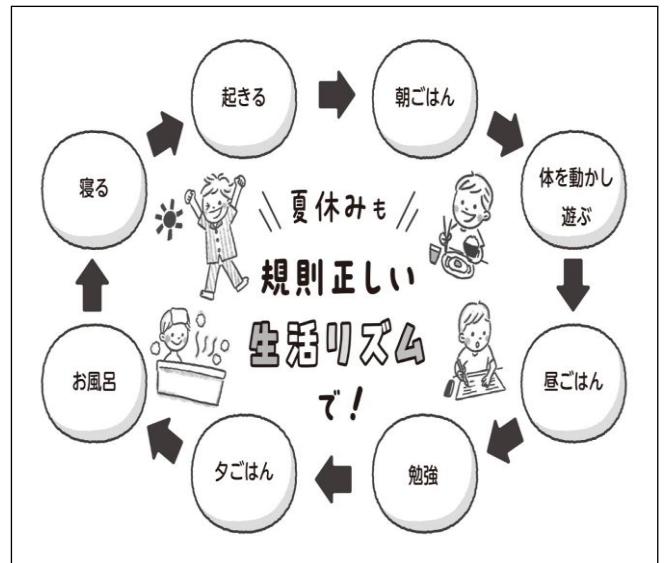 起きる
朝ごはん
体を動かし
遊ぶ
昼ごはん
勉強
夕ごはん
お風呂
寝る
夏休みも
規則正しい
生活リズム
で!